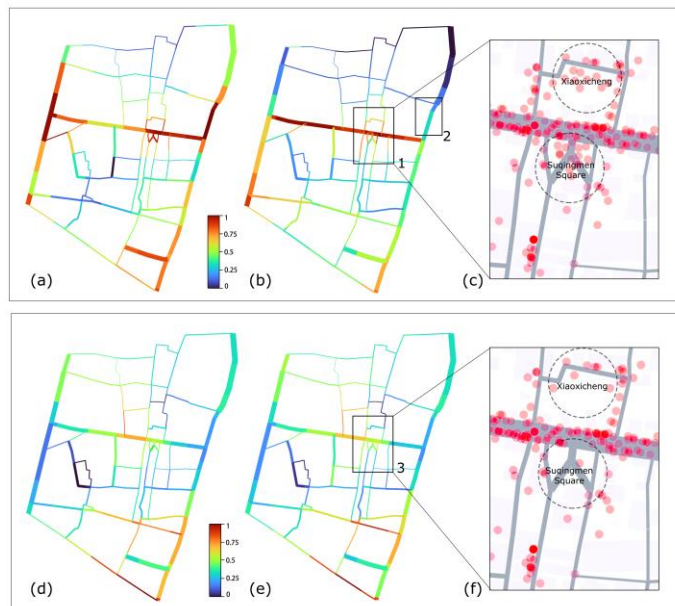 Xiaoxicheng
2
1
Suqingmen
Square
1
0.75
0.5
0.25
0
(a)
(b)
(c)
Xiaoxicheng
3
Suqingmen
Square
1
0.75
0.5
0.25
0
(d)
(e)
(f)